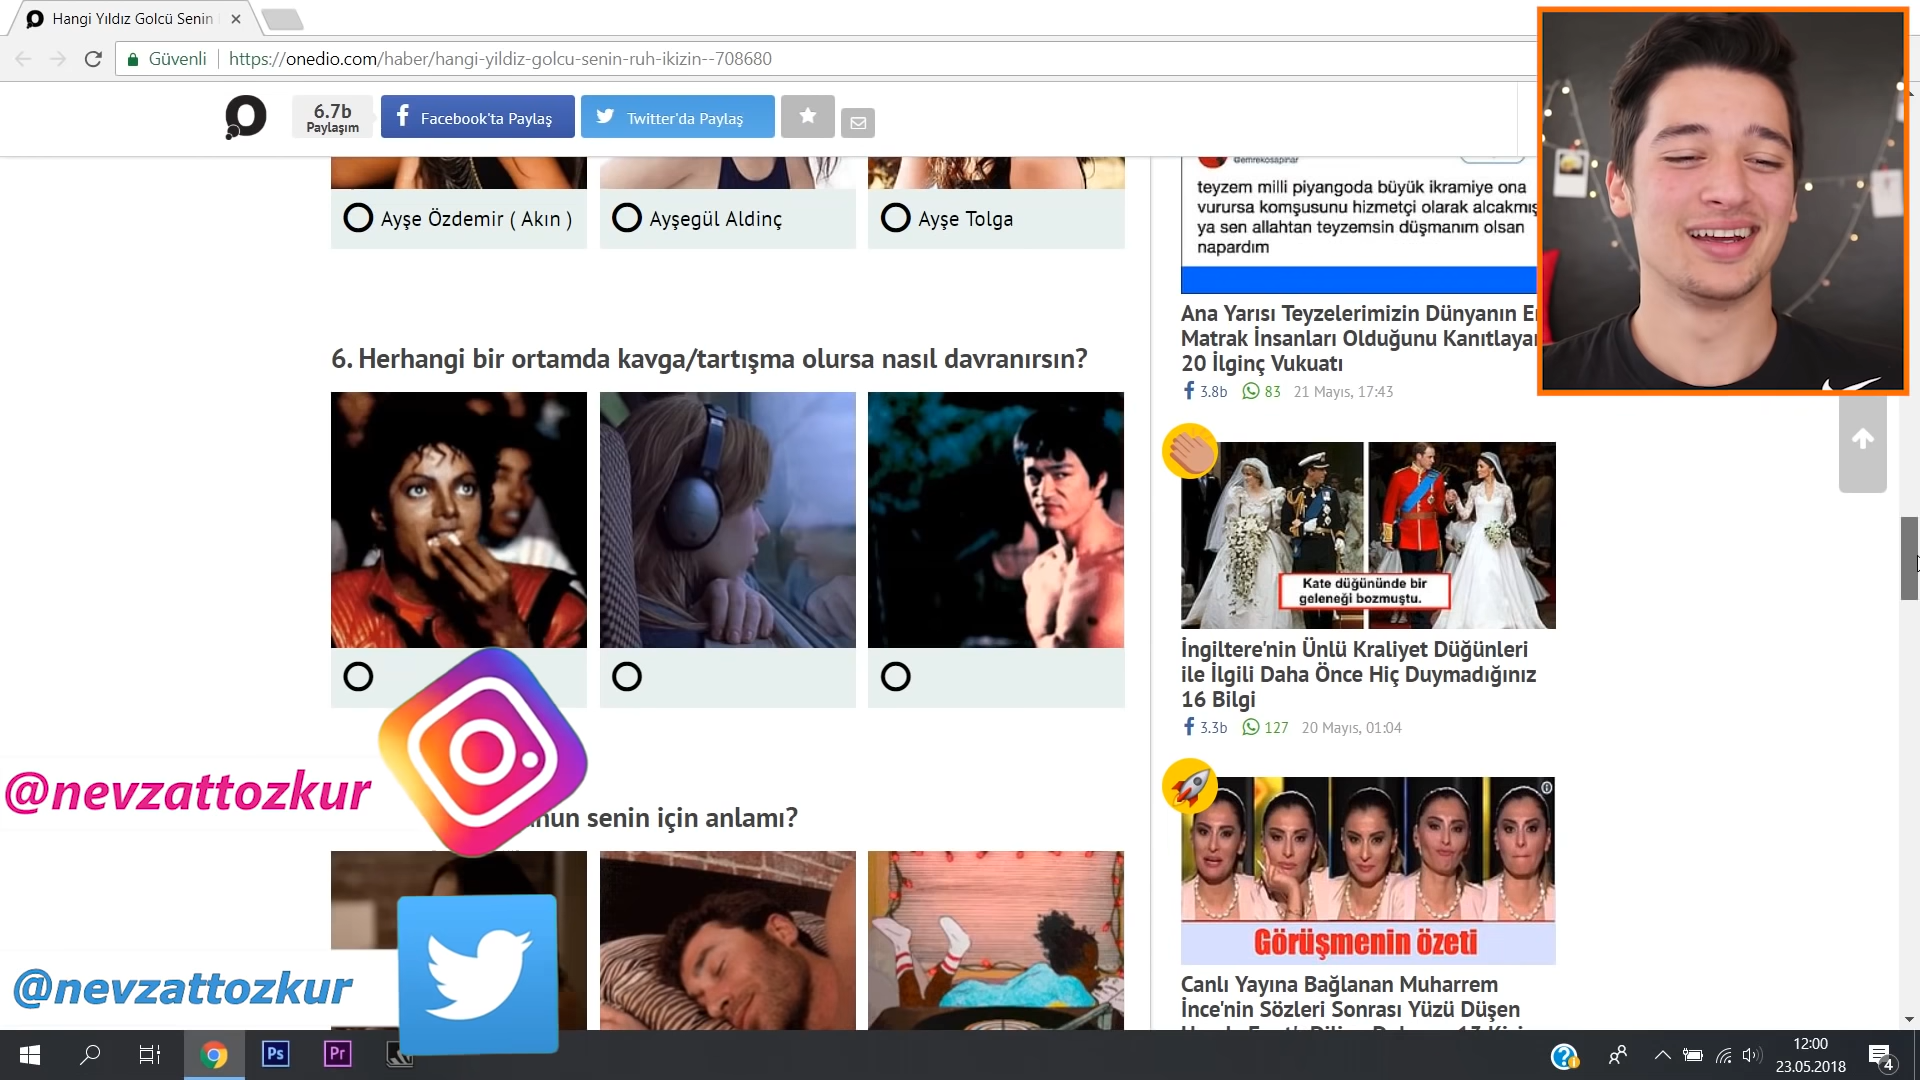 Hangi Yıldız Golcü Senin
Güvenli
https://onedio.com/haber/hangi-yildiz-golcu-senin-ruh-ikizin--708680
6.7b
Paylaşım
Facebook'ta Paylaş
Twitter'da Paylaş
Ayşe Özdemir ( Akın )
Ayşegül Aldinç
Ayşe Tolga
6. Herhangi bir ortamda kavga/tartışma olursa nasıl davranırsın?
senin için anlamı?
@nevzattozkur
@nevzattozkur
@emrekosapinar
teyzem milli piyangoda büyük ikramiye ona
vurursa komşusunu hizmetçi olarak alcakmış
ya sen allahtan teyzemsin düşmanım olsan
napardım
Ana Yarısı Teyzelerimizin Dünyanın
Matrak İnsanları Olduğunu Kanıtlayan
20 İlginç Vukuatı
3.8b 83 21 Mayıs, 17:43
Kate düğününde bir
geleneği bozmuştu.
İngiltere'nin Ünlü Kraliyet Düğünleri
ile İlgili Daha Önce Hiç Duymadığınız
16 Bilgi
3.3b 127 20 Mayıs, 01:04
Görüşmenin özeti
Canlı Yayına Bağlanan Muharrem
İnce'nin Sözleri Sonrası Yüzü Düşen
Ps
Pr
12:00
23.05.2018
4